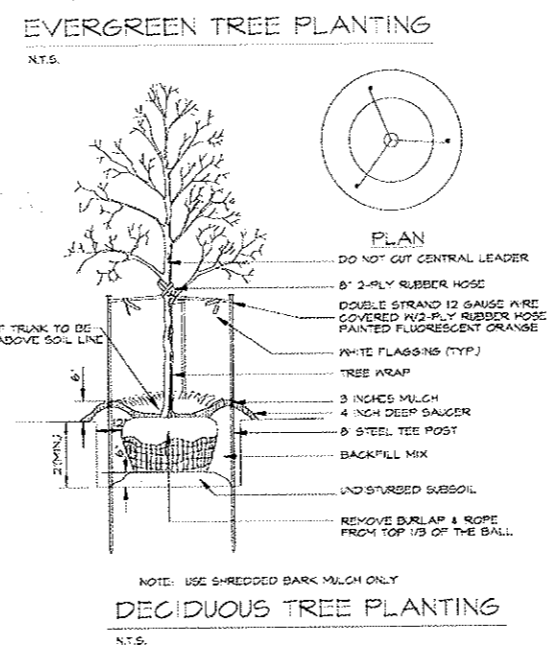 EVERGREEN TREE PLANTING
N.T.S.
PLAN
DO NOT CUT CENTRAL LEADER
8" 2-PLY RUBBER HOSE
DOUBLE STRAND 12 GAUGE WIRE
COVERED W/2-PLY RUBBER HOSE
PAINTED FLUORESCENT ORANGE
T TRUNK TO BE
ABOVE SOIL LINE
WHITE FLAGGING (TYP.)
TREE WRAP
6"
3 INCHES MULCH
4 INCH DEEP SAUCER
8' STEEL TEE POST
2'(MIN.)
6"
BACKFILL MIX
UNDISTURBED SUBSOIL
REMOVE BURLAP & ROPE
FROM TOP 1/3 OF THE BALL
NOTE: USE SHREDDED BARK MULCH ONLY
DECIDUOUS TREE PLANTING
N.T.S.